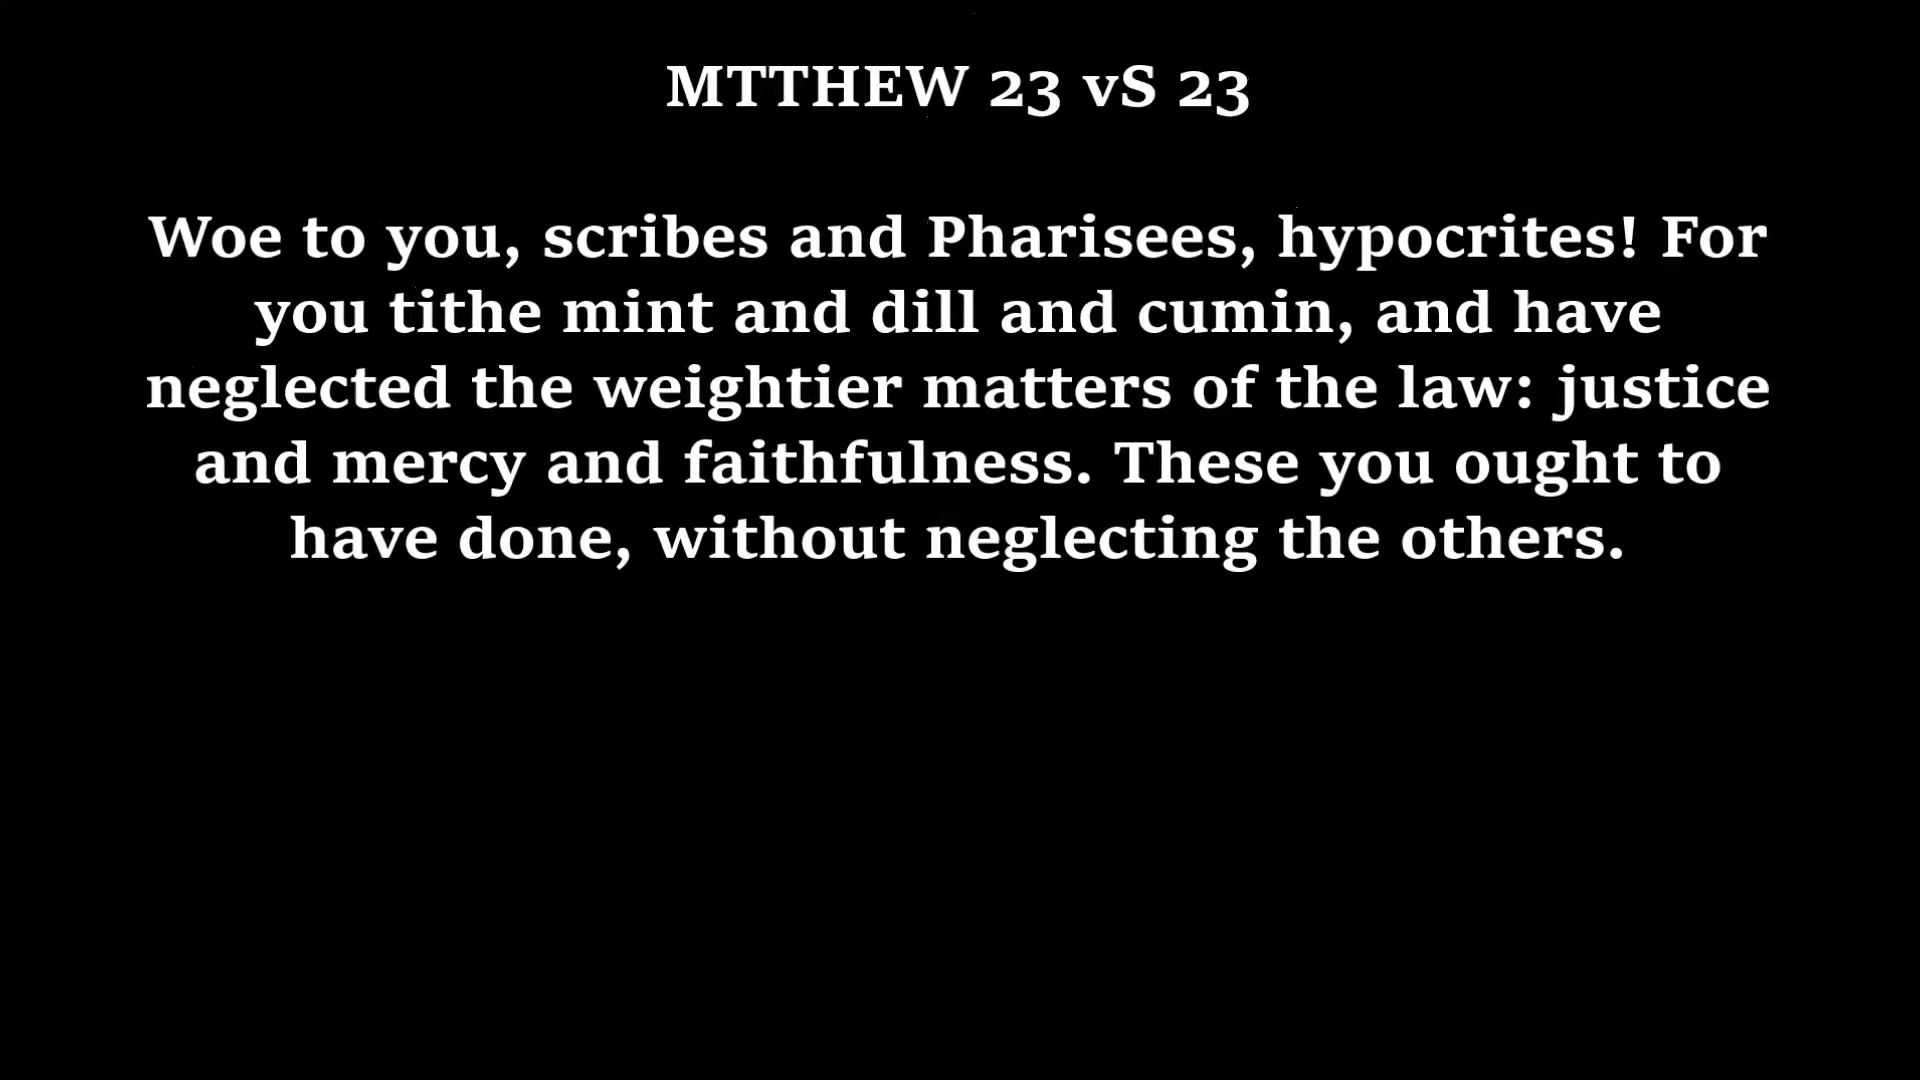 MTTHEW 23 vS 23
Woe to you, scribes and Pharisees, hypocrites! For
you tithe mint and dill and cumin, and have
neglected the weightier matters of the law: justice
and mercy and faithfulness. These you ought to
have done, without neglecting the others.